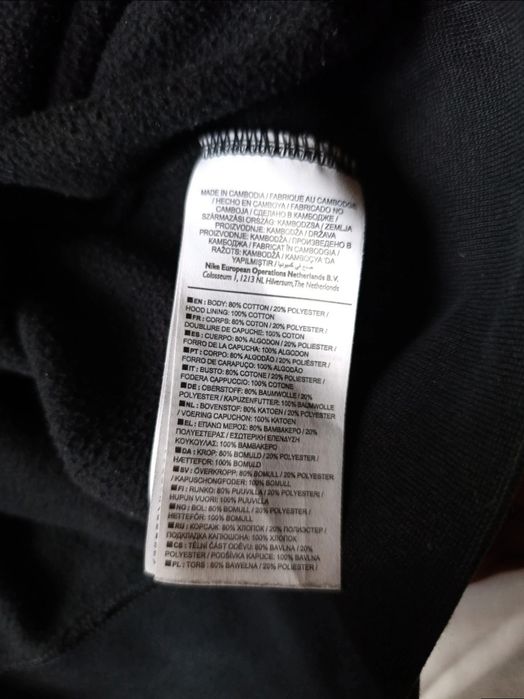 MADE IN CAMBODIA / FABRIQUE AU CAMBODGE
/ HECHO EN CAMBOYA / FABRICADO NO
CAMBOJA / СДЕЛАНО В КАМБОДЖЕ /
SZÁRMAZÁSI ORSZÁG: KAMBODZSA / ZEMLJA
PROIZVODNJE: KAMBODŽA / DRŽAVA
PROIZVODNJE: KAMBODŽA / ПРОИЗВЕДЕНО В
КАМБОДЖА / FABRICAT ÎN CAMBODGIA /
RAŽOTS: KAMBODŽĀ / KAMBOÇYA 'DA
YAPILMIŞTIR / صنع في كمبوديا
Nike European Operations Netherlands B.V.
Colosseum 1, 1213 NL Hilversum, The Netherlands
■ EN : BODY: 80% COTTON / 20% POLYESTER /
HOOD LINING: 100% COTTON
■ FR : CORPS: 80% COTON / 20% POLYESTER /
DOUBLURE DE CAPUCHE: 100% COTON
■ ES : CUERPO: 80% ALGODON / 20% POLIESTER /
FORRO DE LA CAPUCHA: 100% ALGODON
■ PT : CORPO: 80% ALGODÃO / 20% POLIÉSTER /
FORRO DE CARAPUÇO: 100% ALGODÃO
■ IT : BUSTO: 80% COTONE / 20% POLIESTERE /
FODERA CAPPUCCIO: 100% COTONE
■ DE : OBERSTOFF: 80% BAUMWOLLE / 20%
POLYESTER / KAPUZENFUTTER: 100% BAUMWOLLE
■ NL : BOVENSTOF: 80% KATOEN / 20% POLYESTER
/ VOERING CAPUCHON: 100% KATOEN
■ EL : ΕΠΑΝΩ ΜΕΡΟΣ: 80% ΒΑΜΒΑΚΕΡΟ / 20%
ΠΟΛΥΕΣΤΕΡΑΣ / ΕΣΩΤΕΡΙΚΗ ΕΠΕΝΔΥΣΗ
ΚΟΥΚΟΥΛΑΣ: 100% ΒΑΜΒΑΚΕΡΟ
■ DA : KROP: 80% BOMULD / 20% POLYESTER /
HÆTTEFOR: 100% BOMULD
■ SV : ÖVERKROPP: 80% BOMULL / 20% POLYESTER
/ KAPUSCHONGFODER: 100% BOMULL
■ FI : RUNKO: 80% PUUVILLA / 20% POLYESTERI /
HUPUN VUORI: 100% PUUVILLA
■ NO : BOL: 80% BOMULL / 20% POLYESTER /
HETTEFÔR: 100% BOMULL
■ RU : КОРСАЖ: 80% ХЛОПОК / 20% ПОЛИЭСТЕР /
ПОДКЛАДКА КАПЮШОНА: 100% ХЛОПОК
■ CS : TĚLNÍ ČÁST ODĚVU: 80% BAVLNA / 20%
POLYESTER / PODŠÍVKA KAPUCE: 100% BAVLNA
■ PL : TORS : 80% BAWEŁNA / 20% POLIESTER /